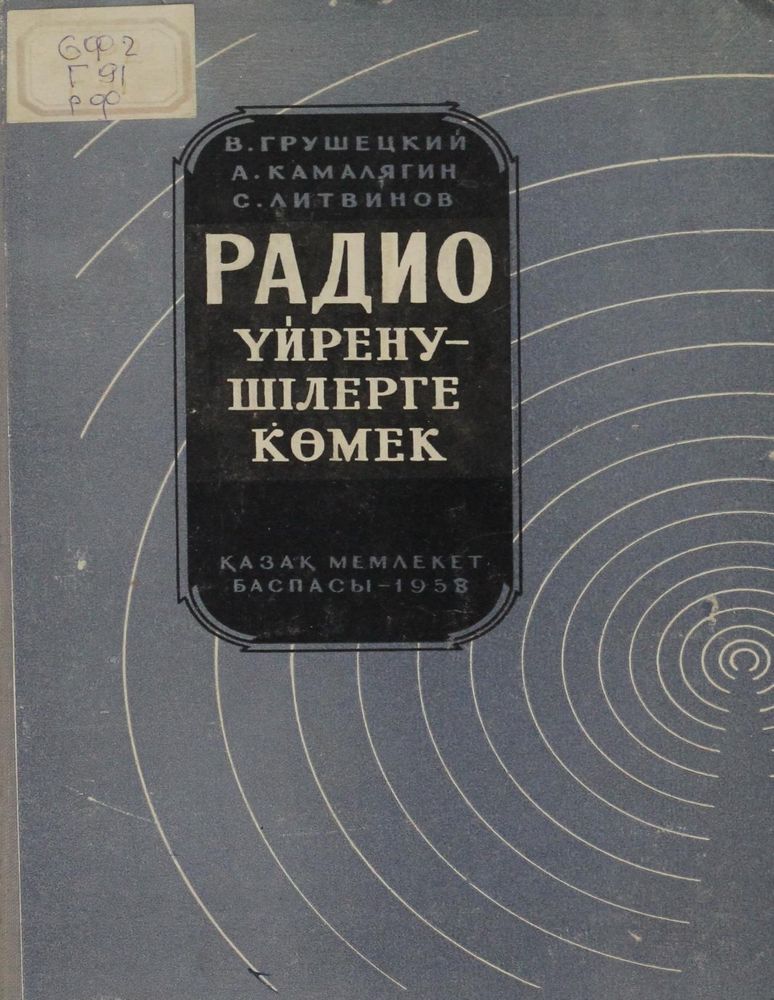 6Ф2
Г91
рф
В. ГРУШЕЦКИЙ
А. КАМАЛЯГИН
С. ЛИТВИНОВ
РАДИО
ҮЙРЕНУ-
ШІЛЕРГЕ
КӨМЕК
ҚАЗАҚ МЕМЛЕКЕТ
БАСПАСЫ-1958